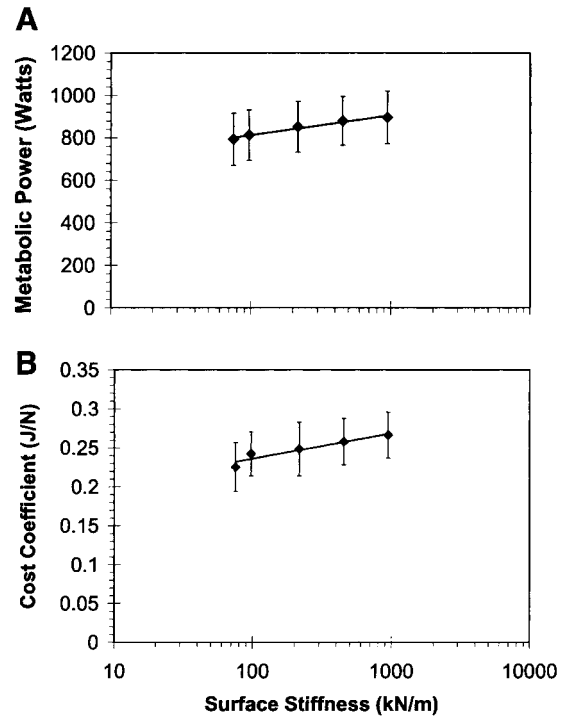 A
Metabolic Power (Watts)
1200
1000
800
600
400
200
0
B
Cost Coefficient (J/N)
0.35
0.3
0.25
0.2
0.15
0.1
0.05
0
10 100 1000 10000
Surface Stiffness (kN/m)